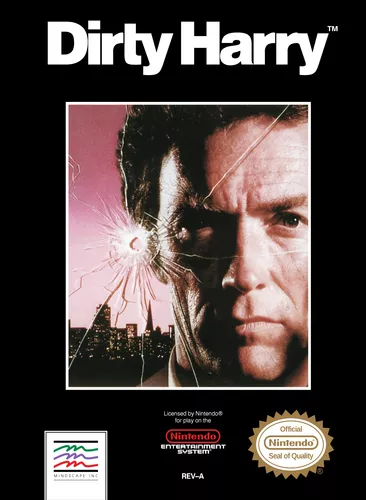 Dirty Harry™
Licensed by Nintendo®
for play on the
Nintendo
ENTERTAINMENT
SYSTEM™
Official
Nintendo
Seal of Quality
MINDSCAPE INC
REV-A